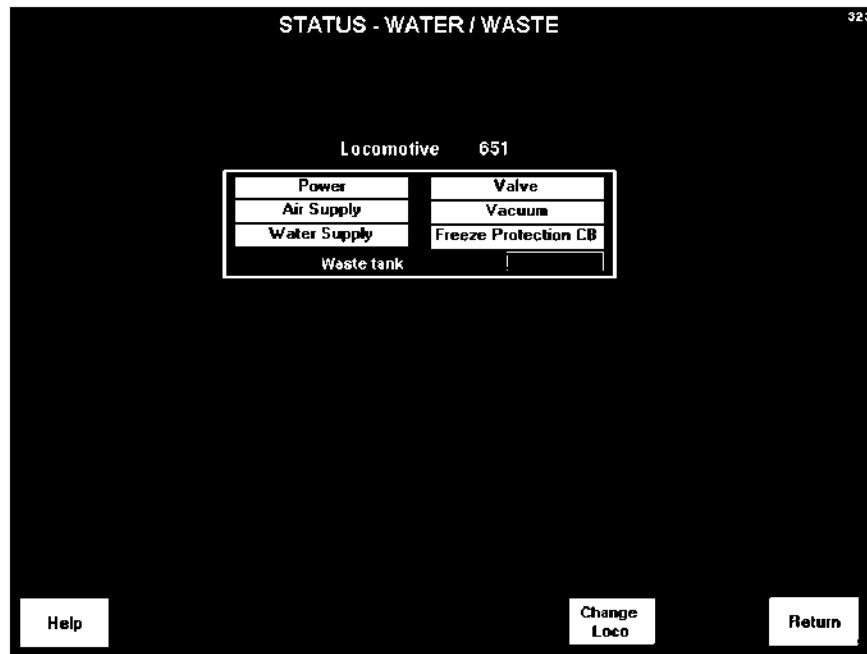 STATUS - WATER / WASTE
323
Locomotive 651
Power
Valve
Air Supply
Vacuum
Water Supply
Freeze Protection CB
Waste tank
Help
Change
Loco
Return